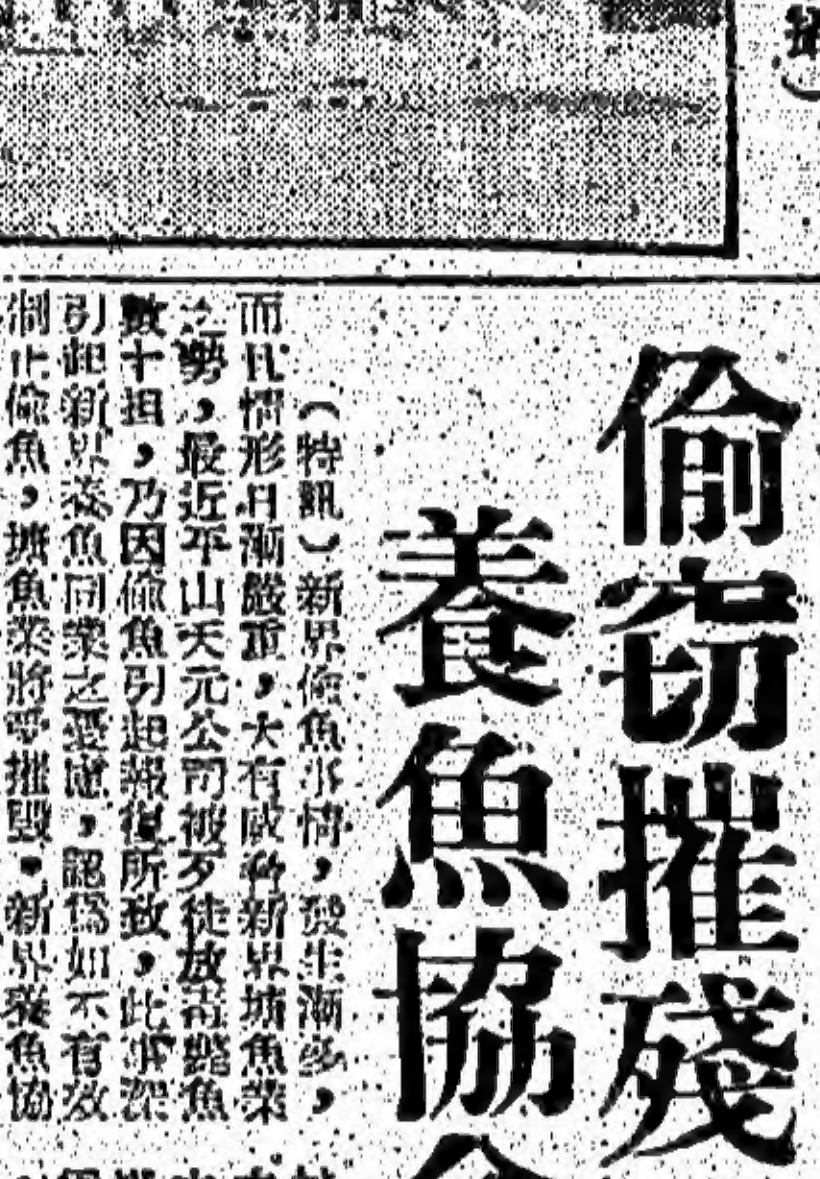 偷窃摧殘
養魚協
（特訊）新界偷魚事情，發生漸多，
而且情形日漸嚴重，大有威脅新界塘魚業
之勢，最近平山天元公司被歹徒放毒斃魚
數十担，乃因偷魚引起報復所致，此事深
引起新界養魚同業之憂慮，認爲如不有效
制止偷魚，塘魚業將要摧毀。新界養魚協